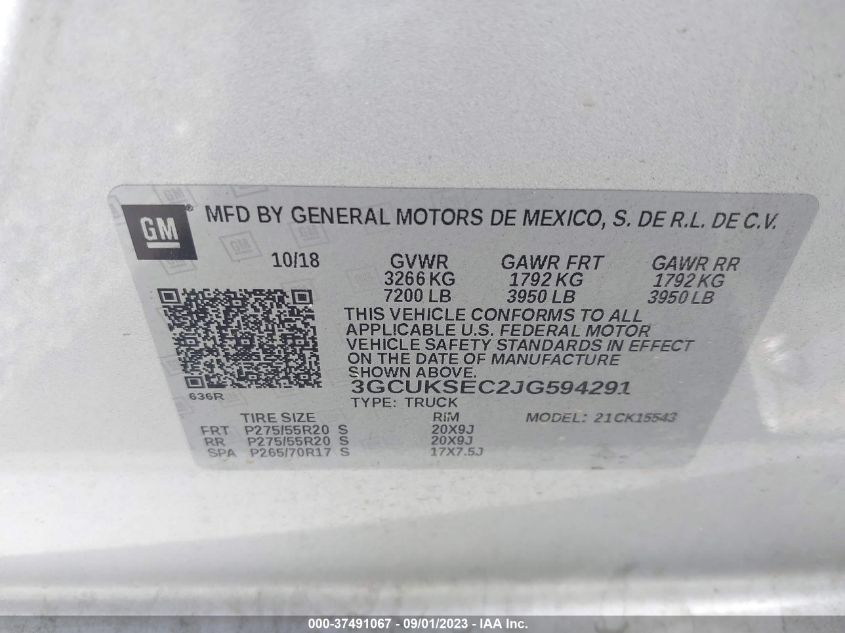 GM ® MFD BY GENERAL MOTORS DE MEXICO, S. DE R.L. DE C.V.
10/18 GVWR GAWR FRT GAWR RR
3266 KG 1792 KG 1792 KG
7200 LB 3950 LB 3950 LB
THIS VEHICLE CONFORMS TO ALL
APPLICABLE U.S. FEDERAL MOTOR
VEHICLE SAFETY STANDARDS IN EFFECT
ON THE DATE OF MANUFACTURE
SHOWN ABOVE.
3GCUKSEC2JG594291
636R
TYPE: TRUCK
TIRE SIZE RIM MODEL: 21CK15543
FRT P275/55R20 S 20X9J
RR P275/55R20 S 20X9J
SPA P265/70R17 S 17X7.5J
000-37491067 - 09/01/2023 - IAA Inc.